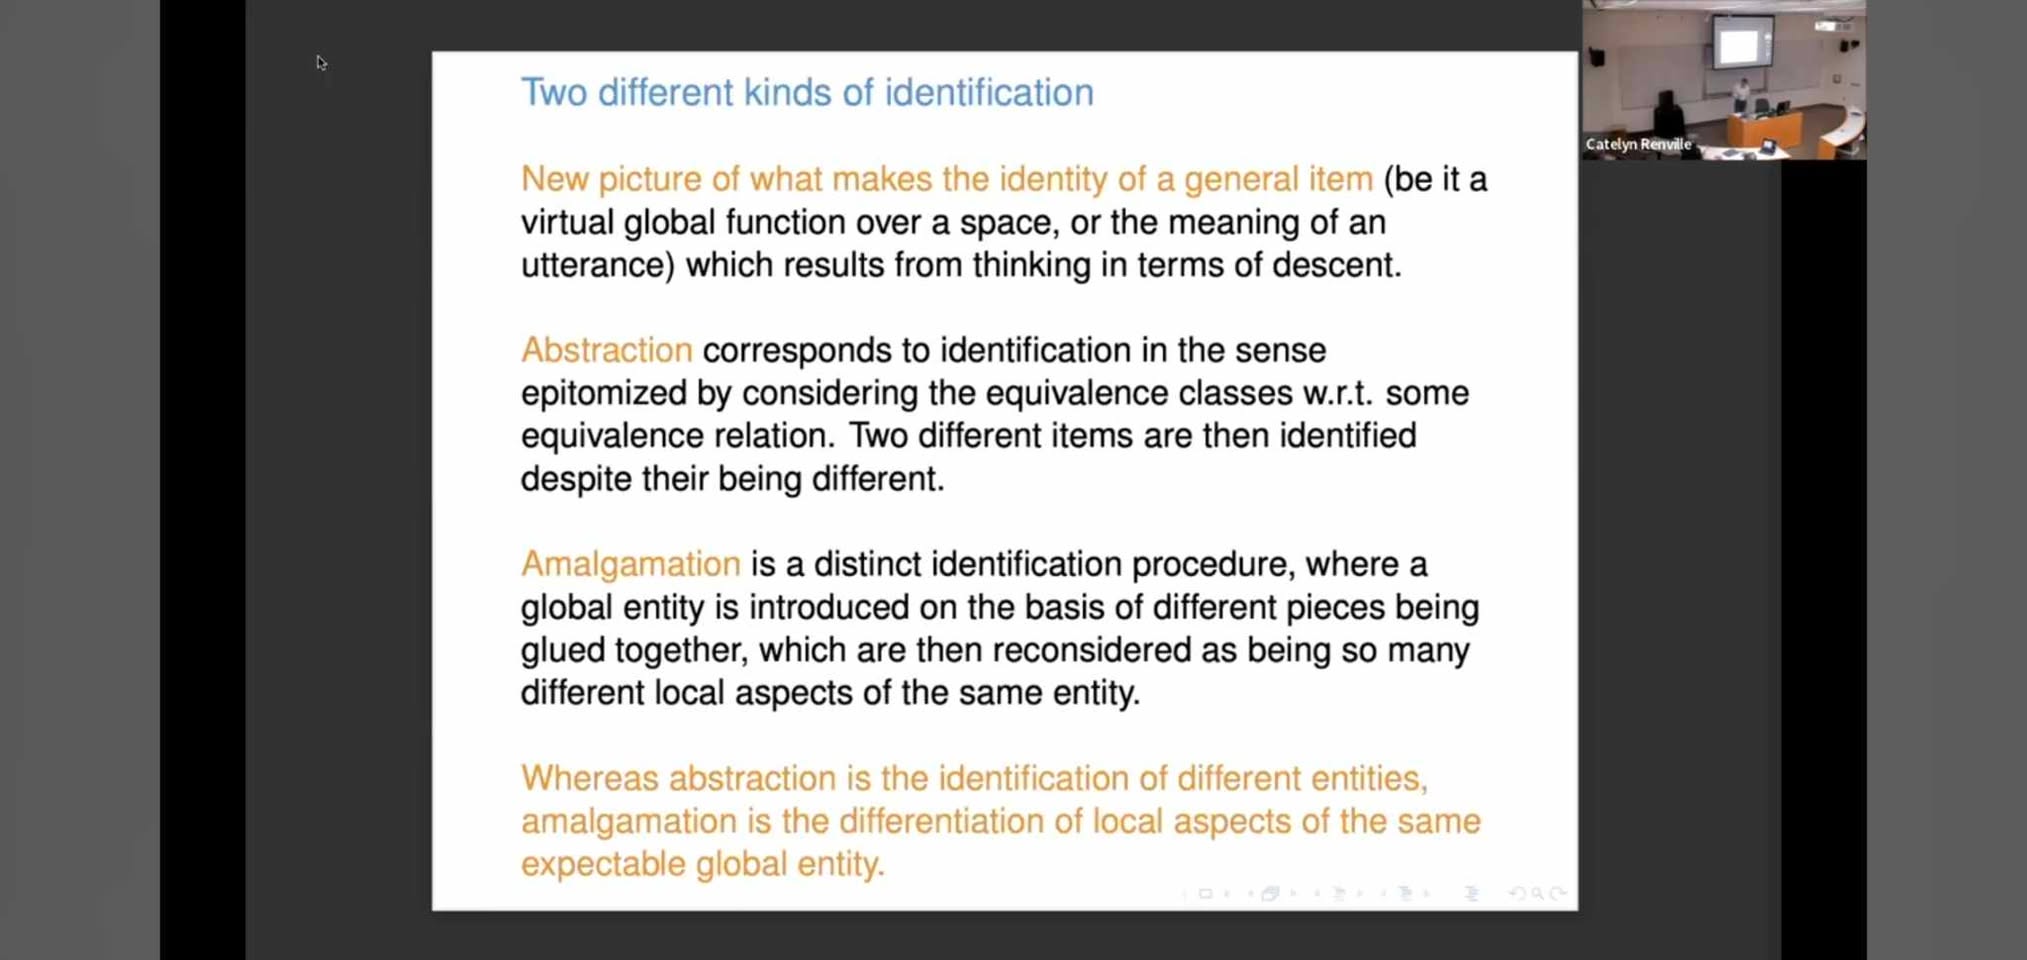 Two different kinds of identification
New picture of what makes the identity of a general item (be it a
virtual global function over a space, or the meaning of an
utterance) which results from thinking in terms of descent.
Abstraction corresponds to identification in the sense
epitomized by considering the equivalence classes w.r.t. some
equivalence relation. Two different items are then identified
despite their being different.
Amalgamation is a distinct identification procedure, where a
global entity is introduced on the basis of different pieces being
glued together, which are then reconsidered as being so many
different local aspects of the same entity.
Whereas abstraction is the identification of different entities,
amalgamation is the differentiation of local aspects of the same
expectable global entity.
Catelyn Renville